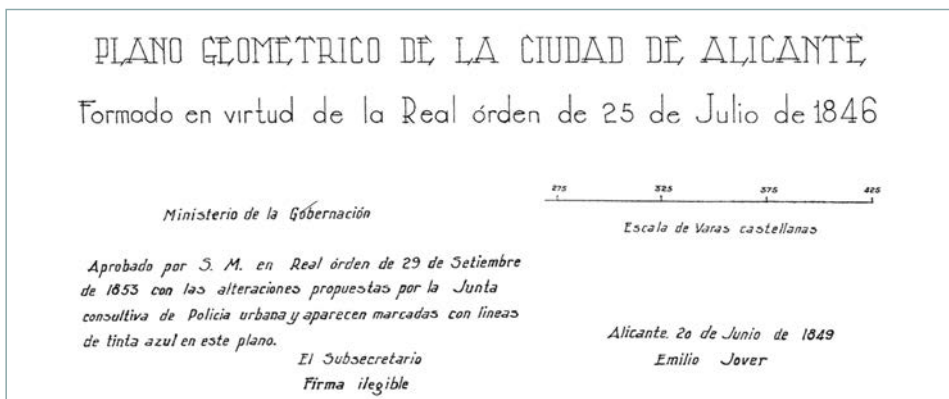 PLANO GEOMETRICO DE LA CIUDAD DE ALICANTE
Formado en virtud de la Real órden de 25 de Julio de 1846
275 325 375 425
Escala de Varas castellanas
Ministerio de la Gobernación
Aprobado por S. M. en Real órden de 29 de Setiembre
de 1853 con las alteraciones propuestas por la Junta
consultiva de Policia urbana y aparecen marcadas con lineas
de tinta azul en este plano.
El Subsecretario
Firma ilegible
Alicante, 20 de Junio de 1849
Emilio Jover